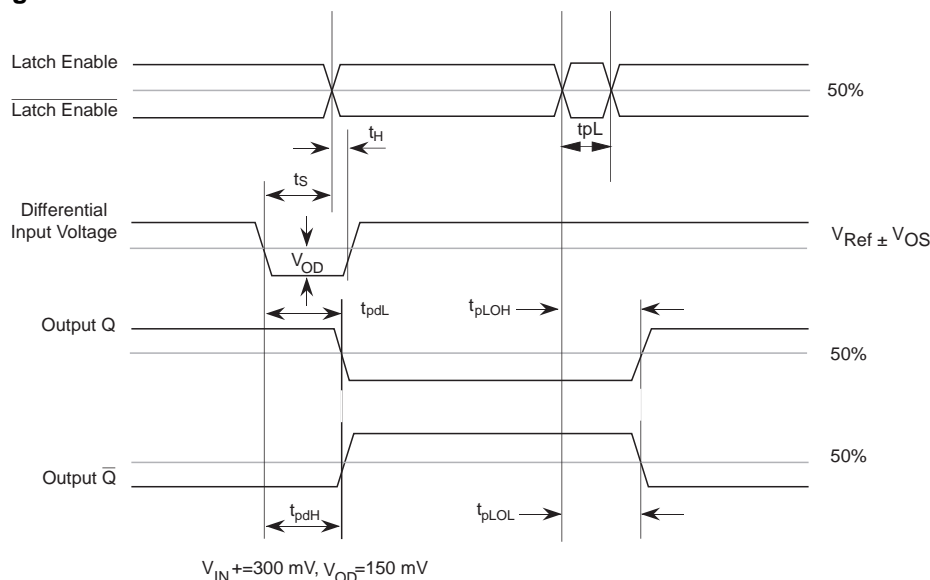 Latch Enable
Latch Enable
50%
tpL
tH
tS
Differential
Input Voltage
VRef ± VOS
VOD
tpdL
tpLOH
Output Q
50%
50%
Output Q̅
tpdH
tpLOL
VIN +=300 mV, VOD=150 mV